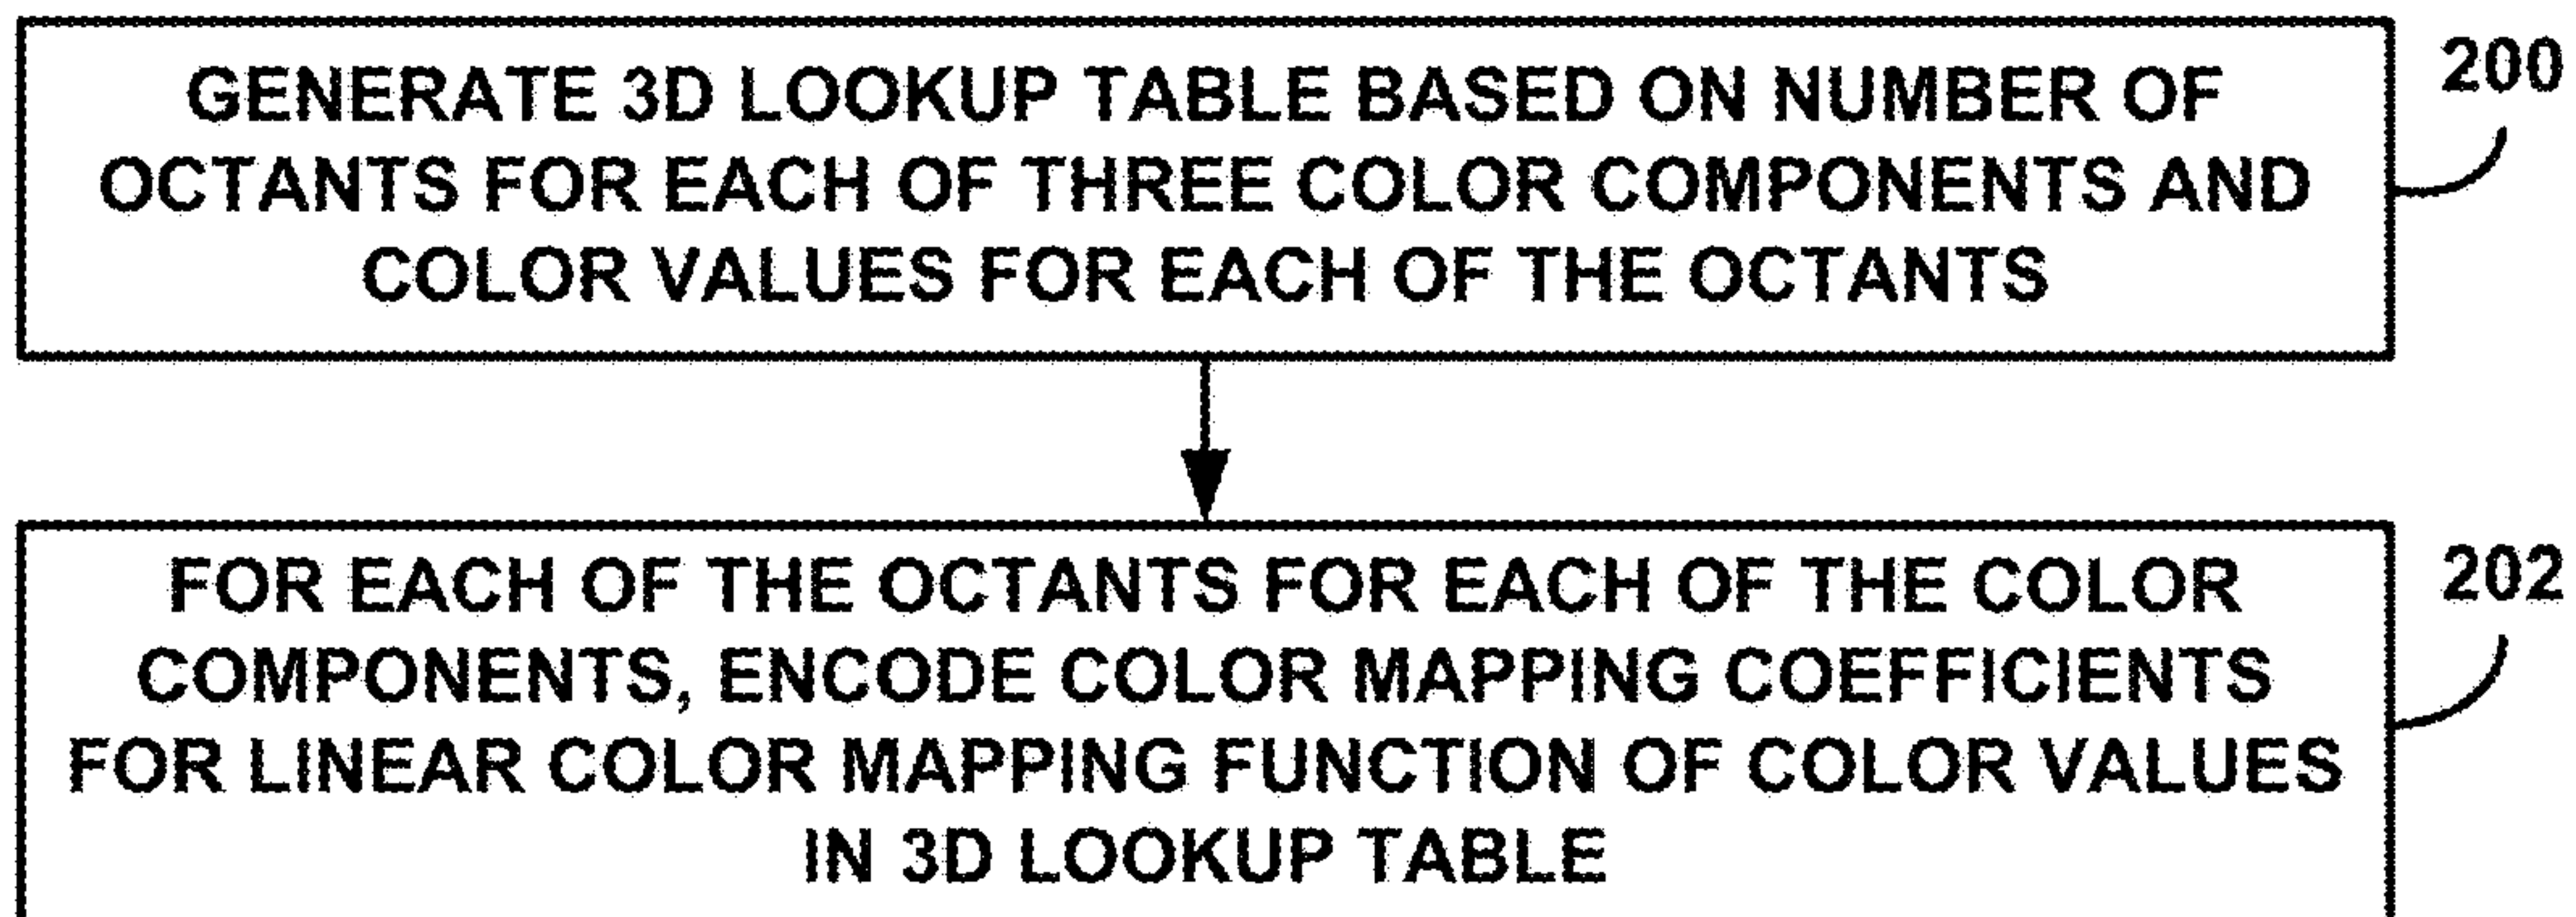 GENERATE 3D LOOKUP TABLE BASED ON NUMBER OF
OCTANTS FOR EACH OF THREE COLOR COMPONENTS AND
COLOR VALUES FOR EACH OF THE OCTANTS
200
FOR EACH OF THE OCTANTS FOR EACH OF THE COLOR
COMPONENTS, ENCODE COLOR MAPPING COEFFICIENTS
FOR LINEAR COLOR MAPPING FUNCTION OF COLOR VALUES
IN 3D LOOKUP TABLE
202